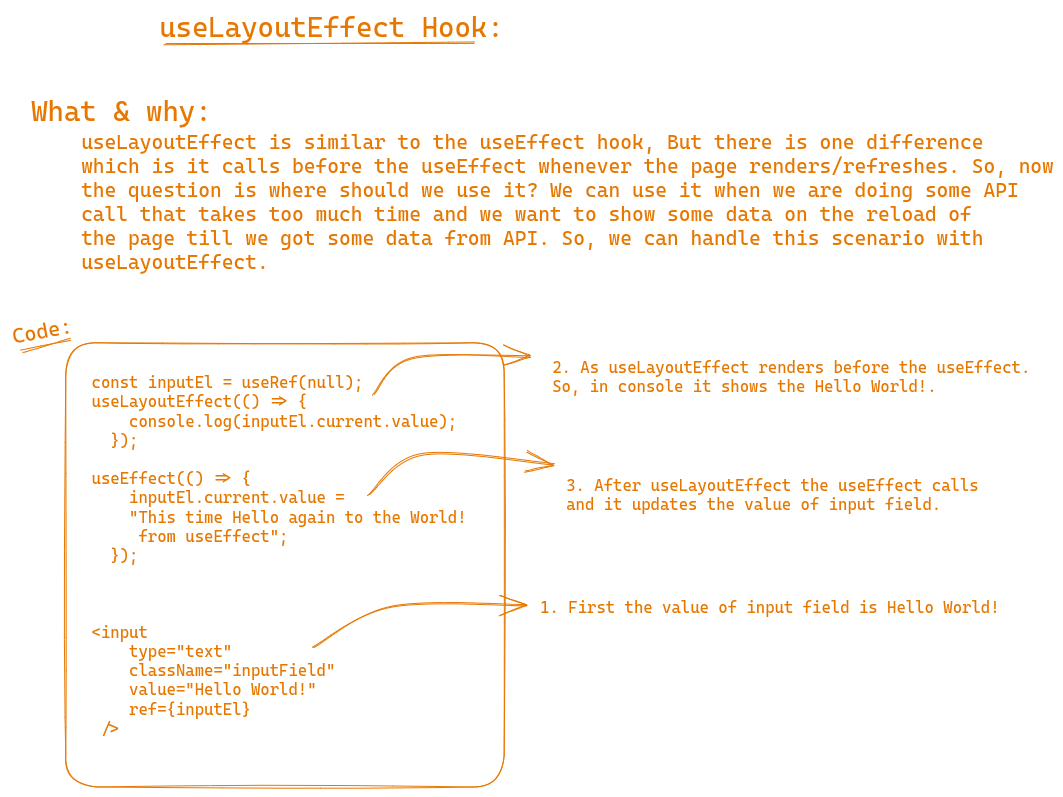 useLayoutEffect Hook:
What & why:
useLayoutEffect is similar to the useEffect hook, But there is one difference
which is it calls before the useEffect whenever the page renders/refreshes. So, now
the question is where should we use it? We can use it when we are doing some API
call that takes too much time and we want to show some data on the reload of
the page till we got some data from API. So, we can handle this scenario with
useLayoutEffect.
Code:
const inputEl = useRef(null);
useLayoutEffect(() => {
console.log(inputEl.current.value);
});
useEffect(() => {
inputEl.current.value =
"This time Hello again to the World!
from useEffect";
});
<input
type="text"
className="inputField"
value="Hello World!"
ref={inputEl}
/>
2. As useLayoutEffect renders before the useEffect.
So, in console it shows the Hello World!.
3. After useLayoutEffect the useEffect calls
and it updates the value of input field.
1. First the value of input field is Hello World!